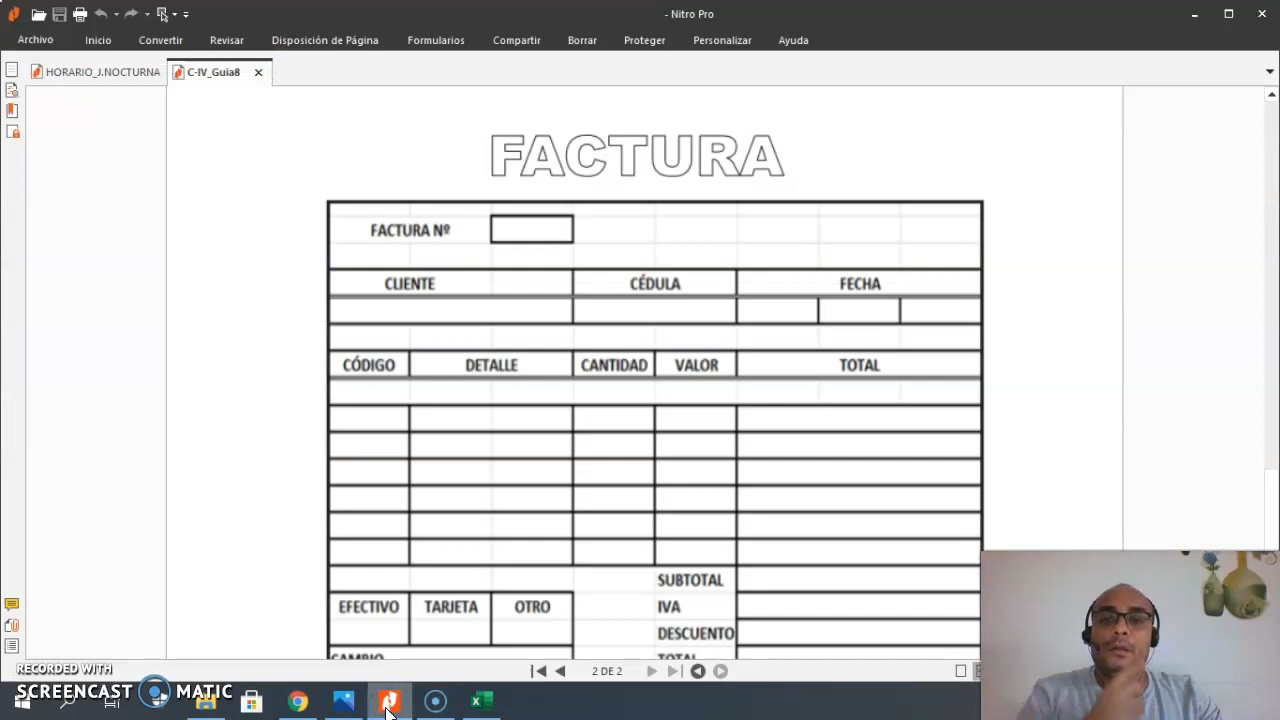 - Nitro Pro
Archivo Inicio Convertir Revisar Disposición de Página Formularios Compartir Borrar Proteger Personalizar Ayuda
HORARIO_J.NOCTURNA C-IV_Guia8
FACTURA
FACTURA Nº
CLIENTE CÉDULA FECHA
CÓDIGO DETALLE CANTIDAD VALOR TOTAL
SUBTOTAL
EFECTIVO TARJETA OTRO IVA
DESCUENTO
CAMBIO TOTAL
2 DE 2
RECORDED WITH
SCREENCAST MATIC